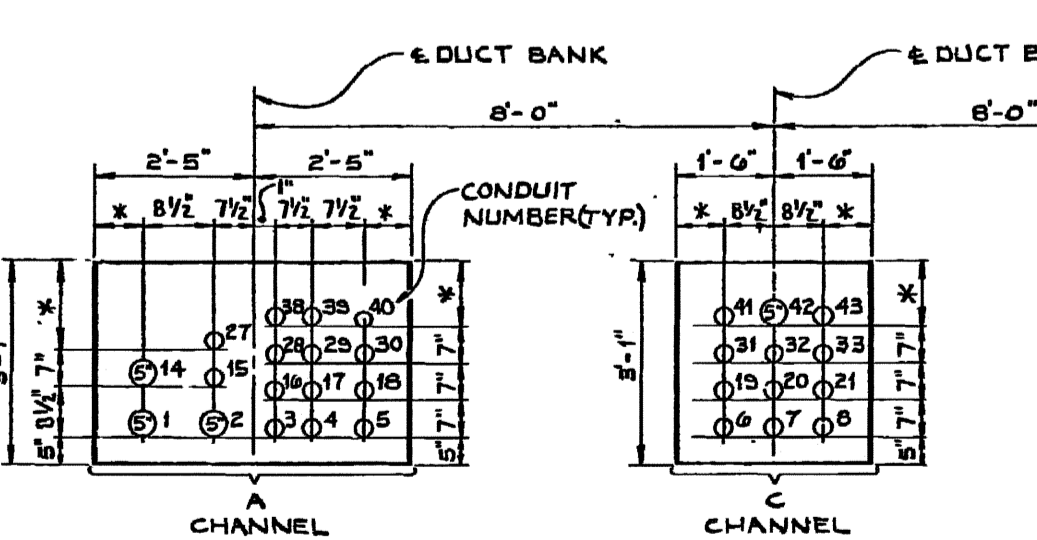 ℄ DUCT BANK
℄ DUCT B
8'-0"
8'-0"
2'-5" 2'-5"
1'-6" 1'-6"
1"
* 8½" 7½" 7½" 7½" *
CONDUIT
NUMBER(TYP.)
* 8½" 8½" *
38 39 40
41 5" 42 43
27
28 29 30
31 32 33
5" 14 15
16 17 18
19 20 21
5" 1 5" 2
3 4 5
6 7 8
* 7" 8½" 5"
* 7" 7" 7" 5"
3'-1"
* 7" 7" 7" 5"
A
CHANNEL
C
CHANNEL